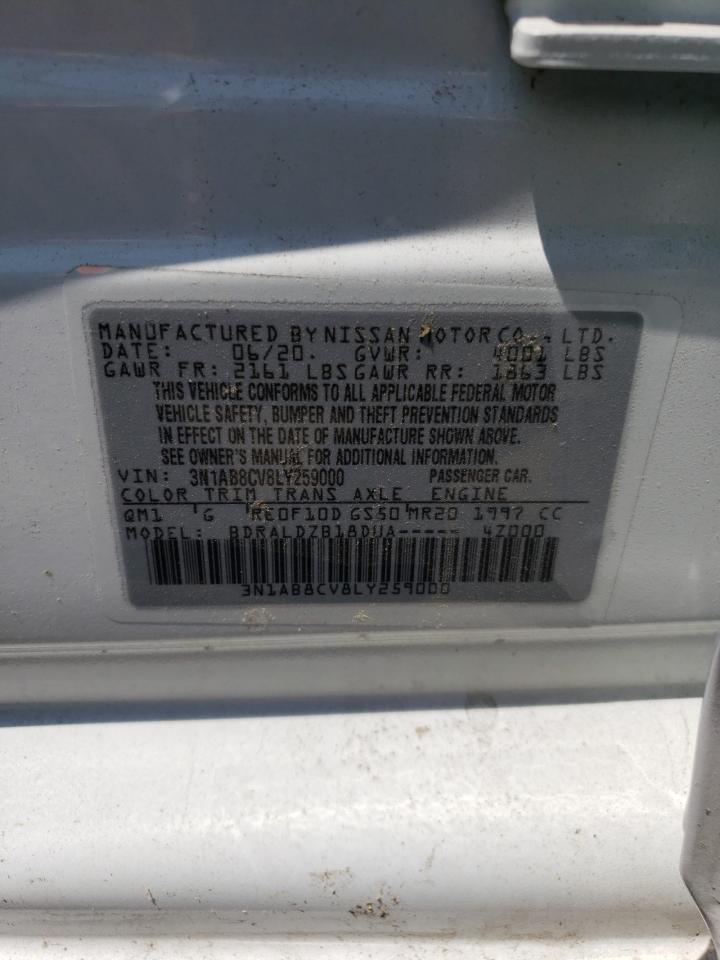 MANUFACTURED BY NISSAN MOTOR CO., LTD.
DATE: 06/20. GVWR: 4001 LBS
GAWR FR: 2161 LBS GAWR RR: 1863 LBS
THIS VEHICLE CONFORMS TO ALL APPLICABLE FEDERAL MOTOR
VEHICLE SAFETY, BUMPER AND THEFT PREVENTION STANDARDS
IN EFFECT ON THE DATE OF MANUFACTURE SHOWN ABOVE.
SEE OWNER'S MANUAL FOR ADDITIONAL INFORMATION.
VIN: 3N1AB8CV8LY259000 PASSENGER CAR.
COLOR TRIM TRANS AXLE ENGINE
QM1 'G RE0F10D GS50 MR20 1997 CC
MODEL: BDRALDZB18DUA----- 4Z000
3N1AB8CV8LY259000